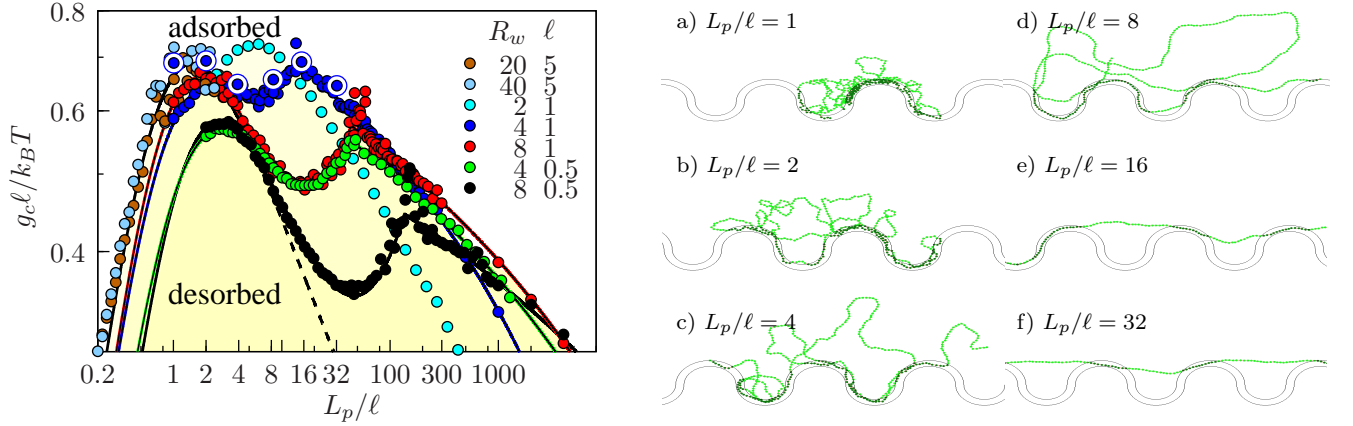 0.8
0.6
0.4
g_cℓ/k_BT
adsorbed
desorbed
R_w ℓ
20 5
40 5
2 1
4 1
8 1
4 0.5
8 0.5
0.2 1 2 4 8 16 32 100 300 1000
L_p/ℓ
a) L_p/ℓ = 1
b) L_p/ℓ = 2
c) L_p/ℓ = 4
d) L_p/ℓ = 8
e) L_p/ℓ = 16
f) L_p/ℓ = 32